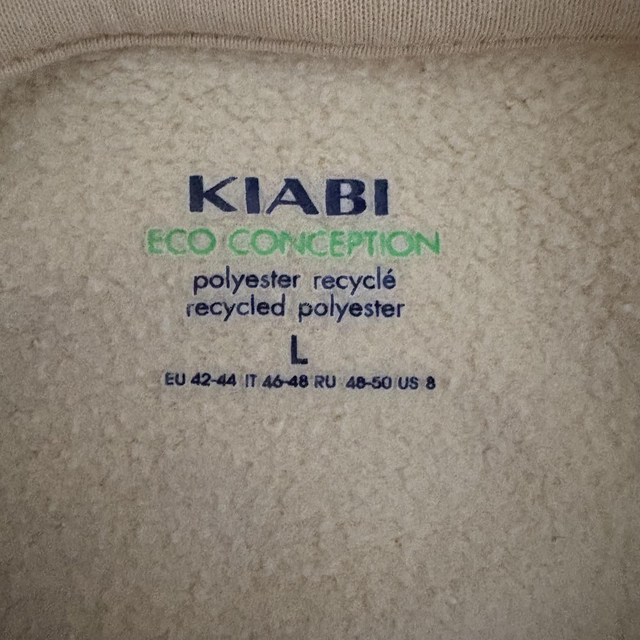 KIABI
ECO CONCEPTION
polyester recyclé
recycled polyester
L
EU 42-44 IT 46-48 RU 48-50 US 8